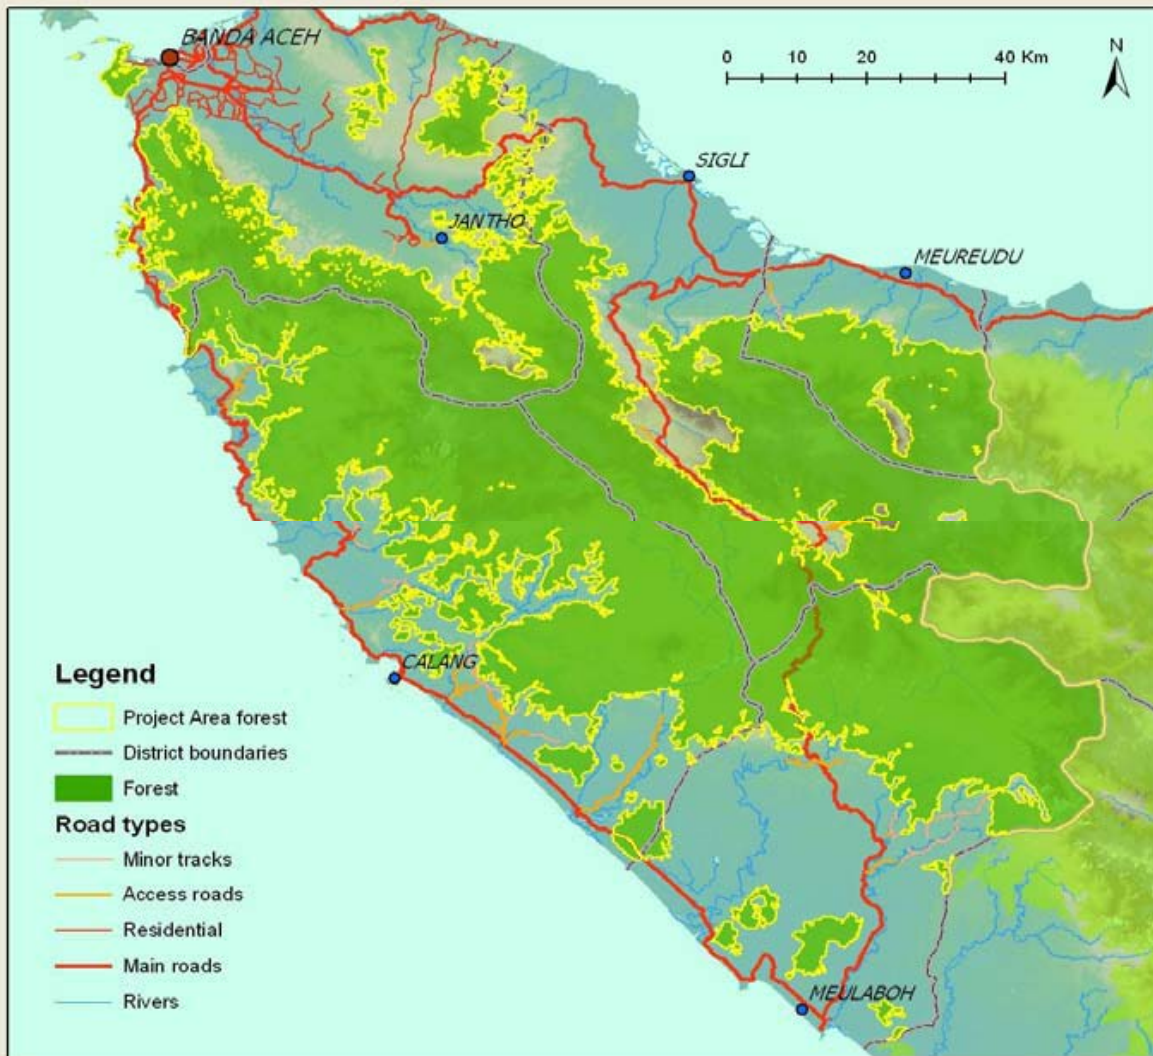 BANDA ACEH
0 10 20 40 Km
N
SIGLI
JANTHO
MEUREUDU
CALANG
MEULABOH
Legend
Project Area forest
District boundaries
Forest
Road types
Minor tracks
Access roads
Residential
Main roads
Rivers